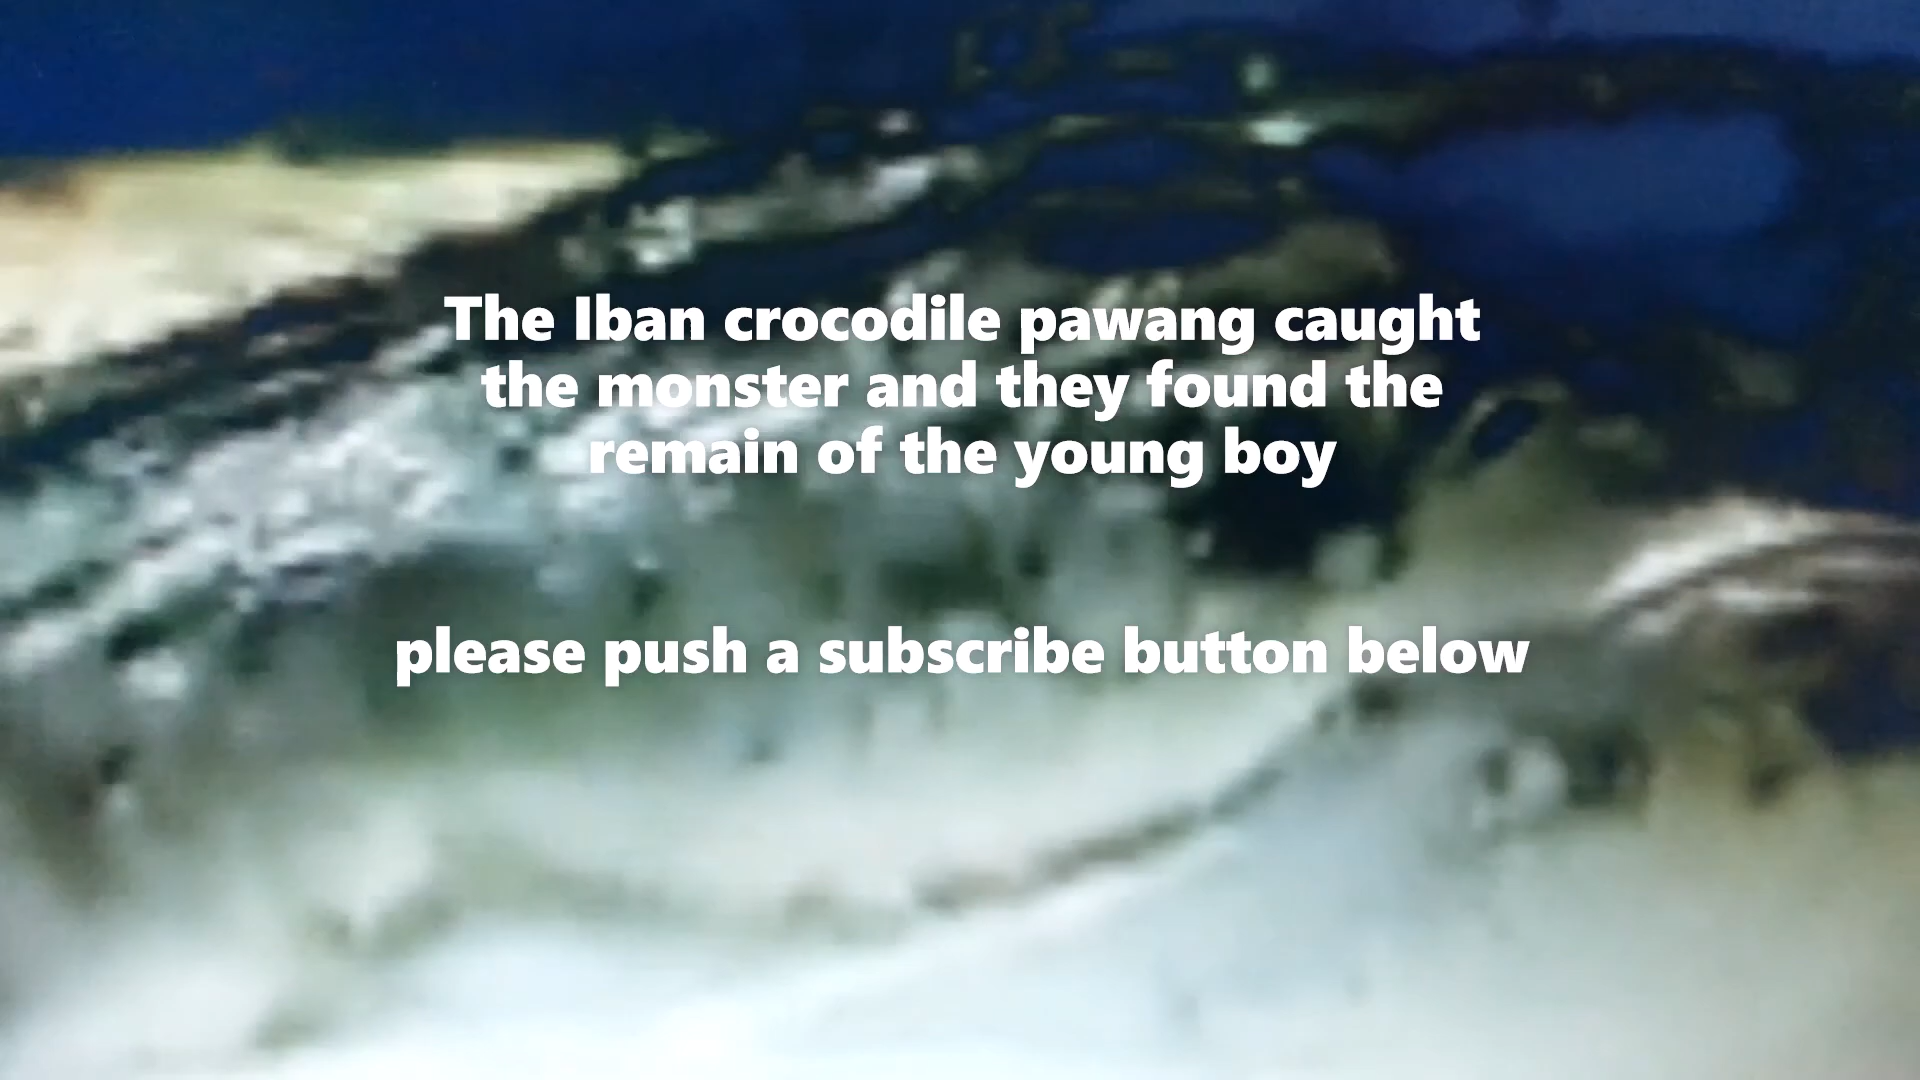 The Iban crocodile pawang caught
the monster and they found the
remain of the young boy
please push a subscribe button below